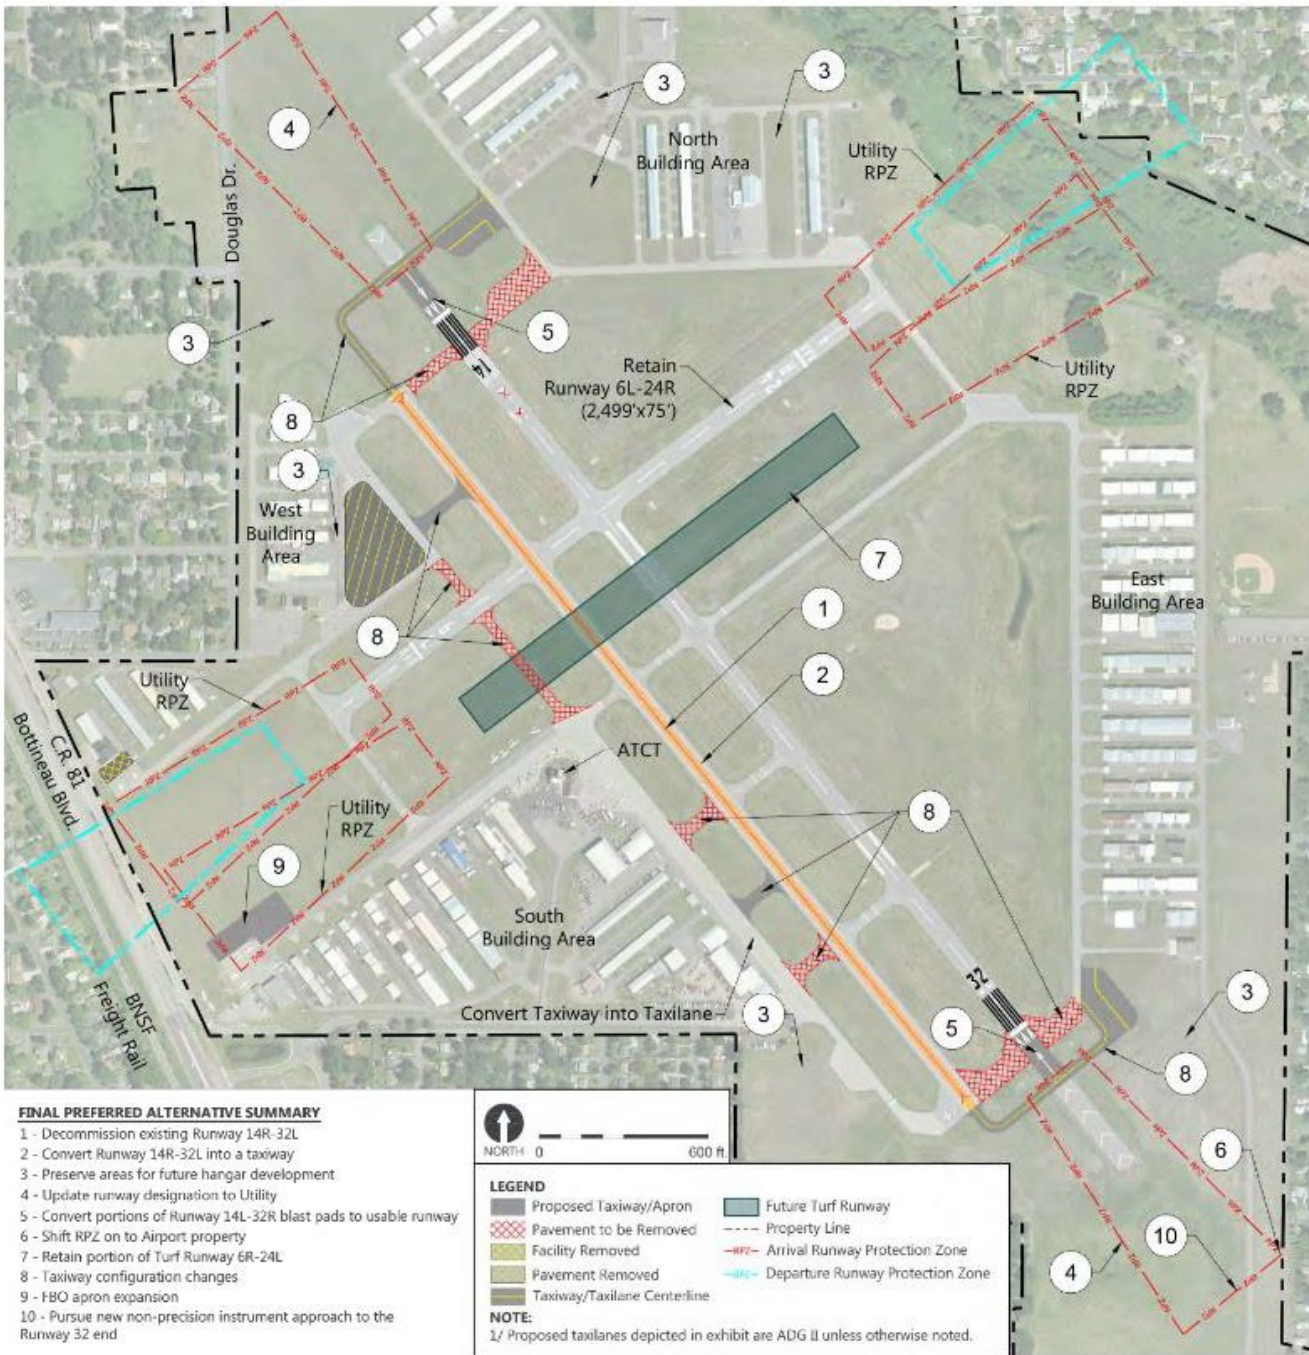 4
3
3
North
Building Area
Utility
RPZ
Douglas Dr.
3
5
Retain
Runway 6L-24R
(2,499'x75')
Utility
RPZ
14
8
3
West
Building
Area
7
East
Building Area
1
8
2
Utility
RPZ
ATCT
C.R. 81
Bottineau Blvd.
Utility
RPZ
8
9
South
Building Area
32
3
Convert Taxiway into Taxilane
3
5
8
BNSF
Freight Rail
6
10
4
FINAL PREFERRED ALTERNATIVE SUMMARY
1 - Decommission existing Runway 14R-32L
2 - Convert Runway 14R-32L into a taxiway
3 - Preserve areas for future hangar development
4 - Update runway designation to Utility
5 - Convert portions of Runway 14L-32R blast pads to usable runway
6 - Shift RPZ on to Airport property
7 - Retain portion of Turf Runway 6R-24L
8 - Taxiway configuration changes
9 - FBO apron expansion
10 - Pursue new non-precision instrument approach to the
Runway 32 end
NORTH 0 600 ft.
LEGEND
Proposed Taxiway/Apron
Pavement to be Removed
Facility Removed
Pavement Removed
Taxiway/Taxilane Centerline
Future Turf Runway
Property Line
RPZ Arrival Runway Protection Zone
RPZ Departure Runway Protection Zone
NOTE:
1/ Proposed taxilanes depicted in exhibit are ADG II unless otherwise noted.